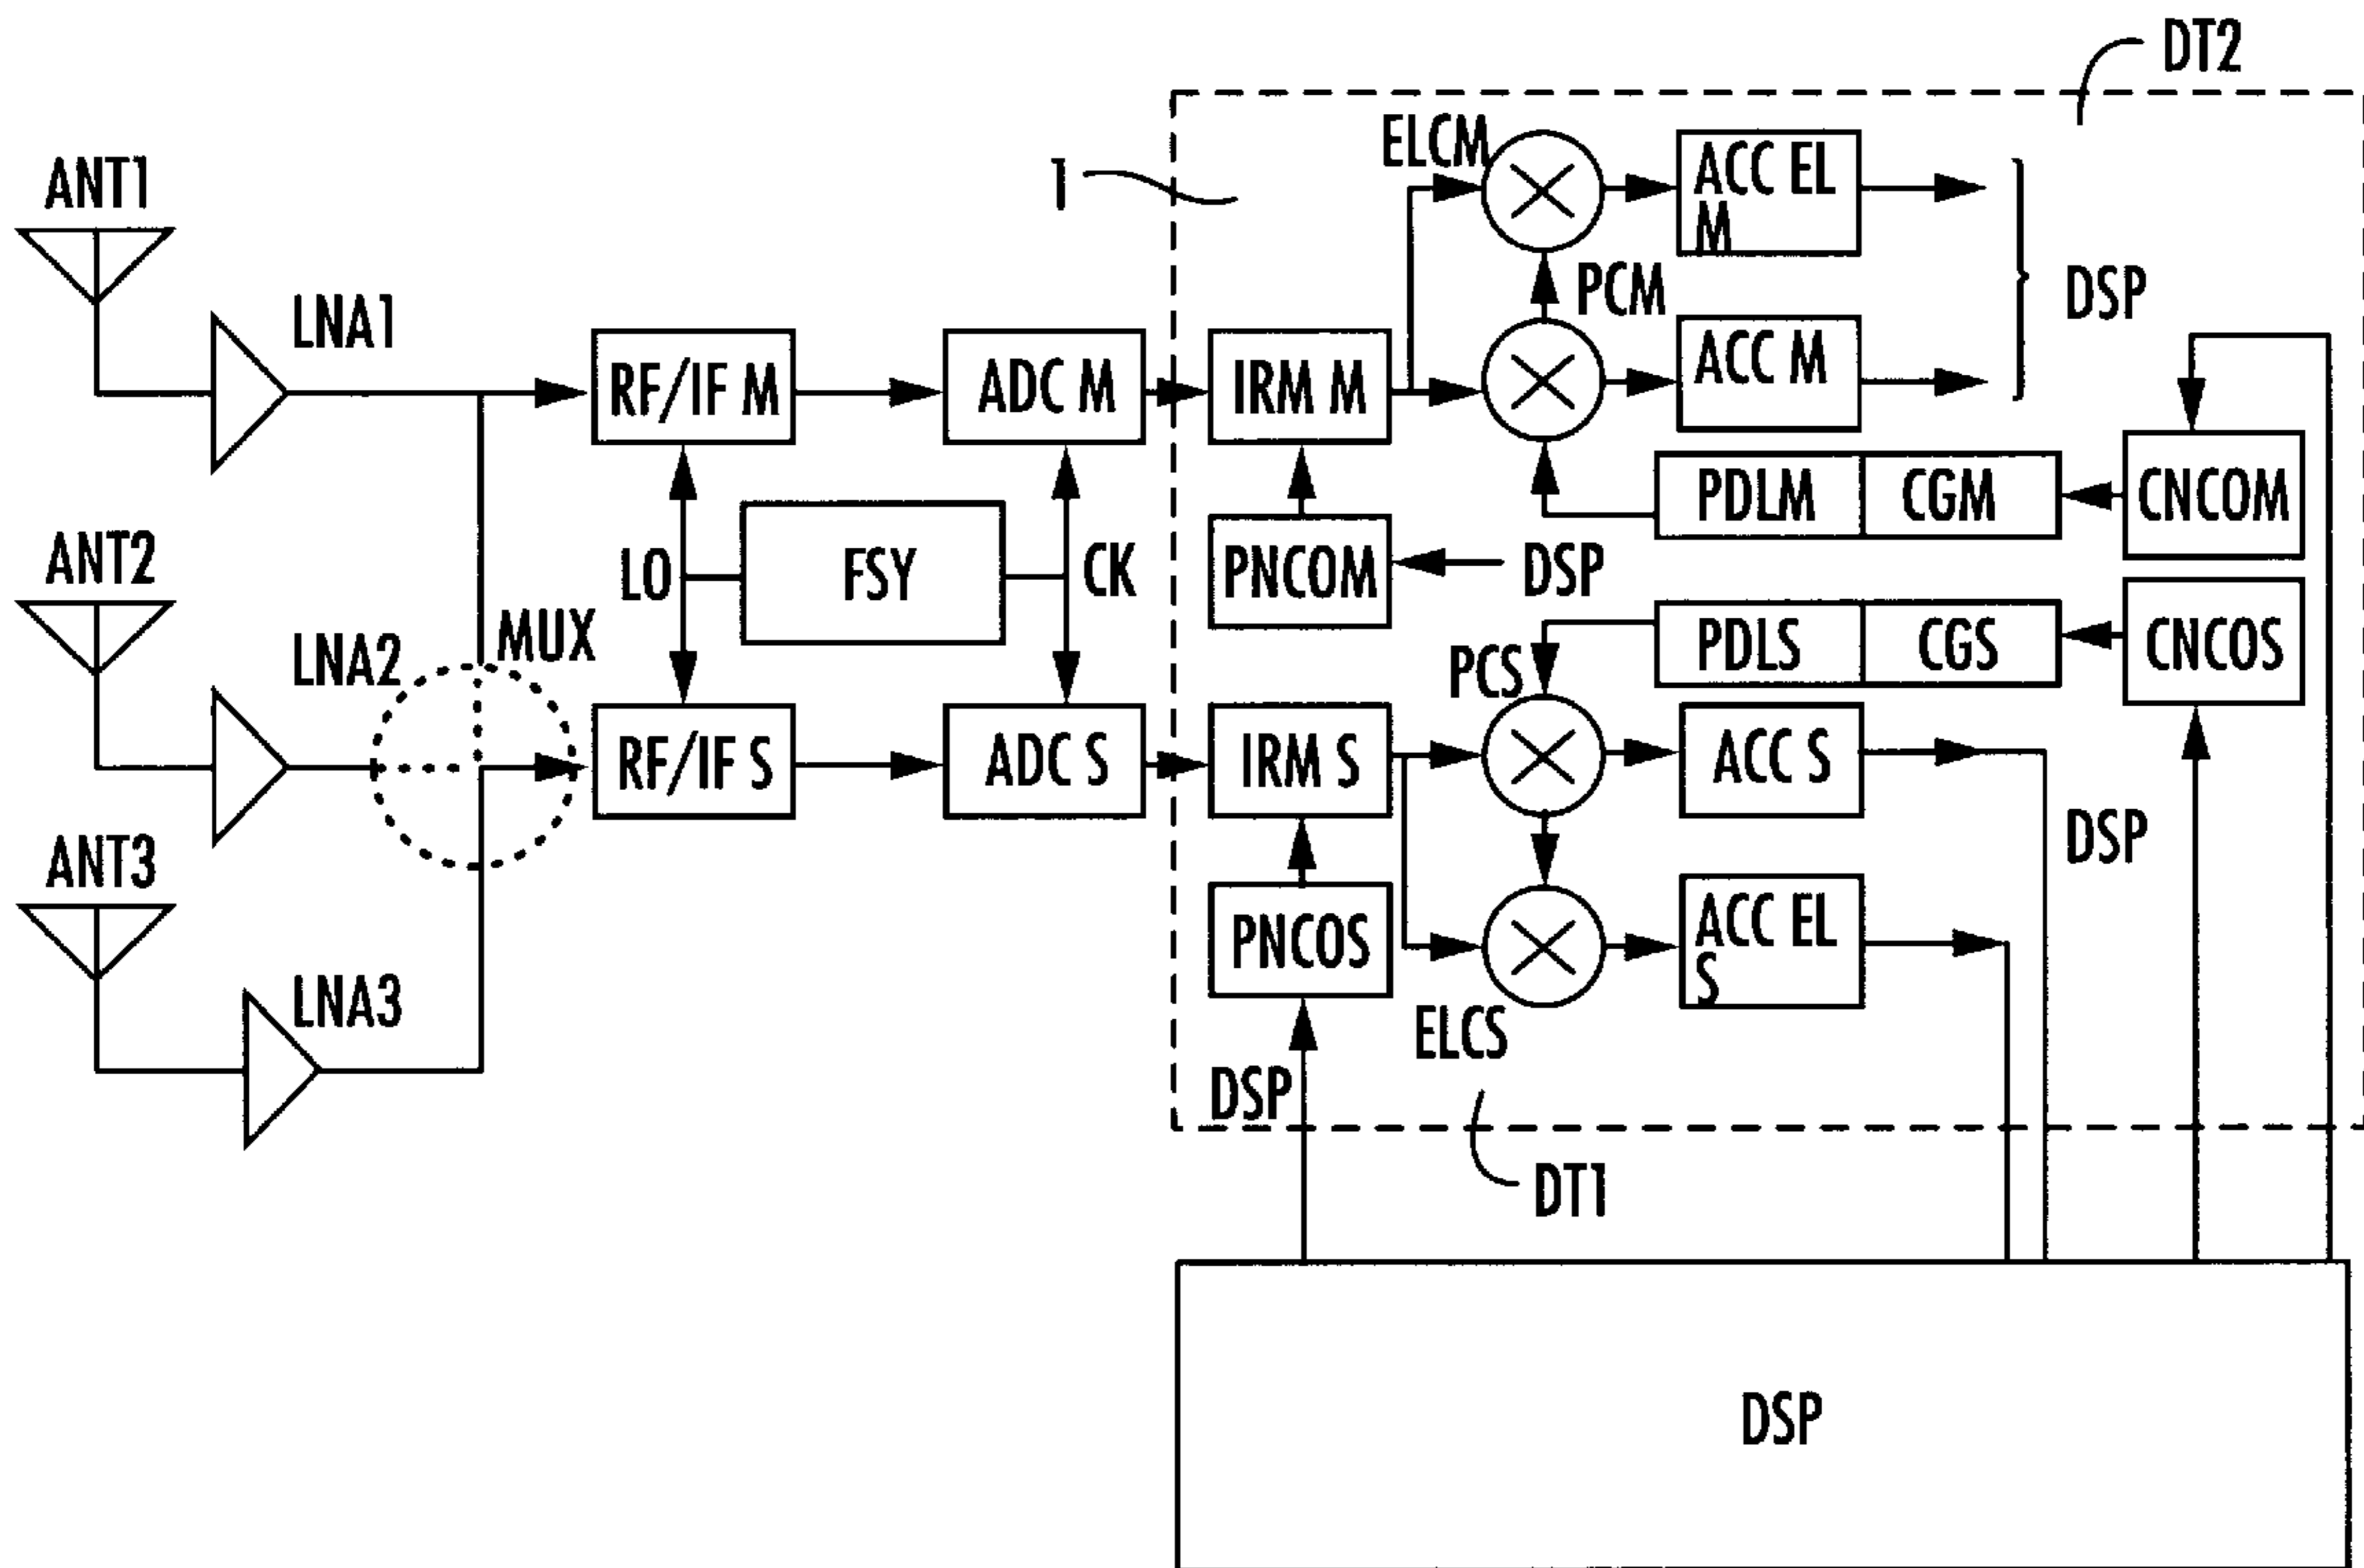 DT2
ELCM
ACC EL
M
1
ANT1
PCM
DSP
LNA1
RF/IF M
ADC M
IRM M
ACC M
PDLM
CGM
CNCOM
ANT2
LO
FSY
CK
PNCOM
DSP
MUX
LNA2
PCS
PDLS
CGS
CNCOS
RF/IF S
ADC S
IRM S
ACC S
DSP
ANT3
PNCOS
ACC EL
S
LNA3
ELCS
DSP
DT1
DSP